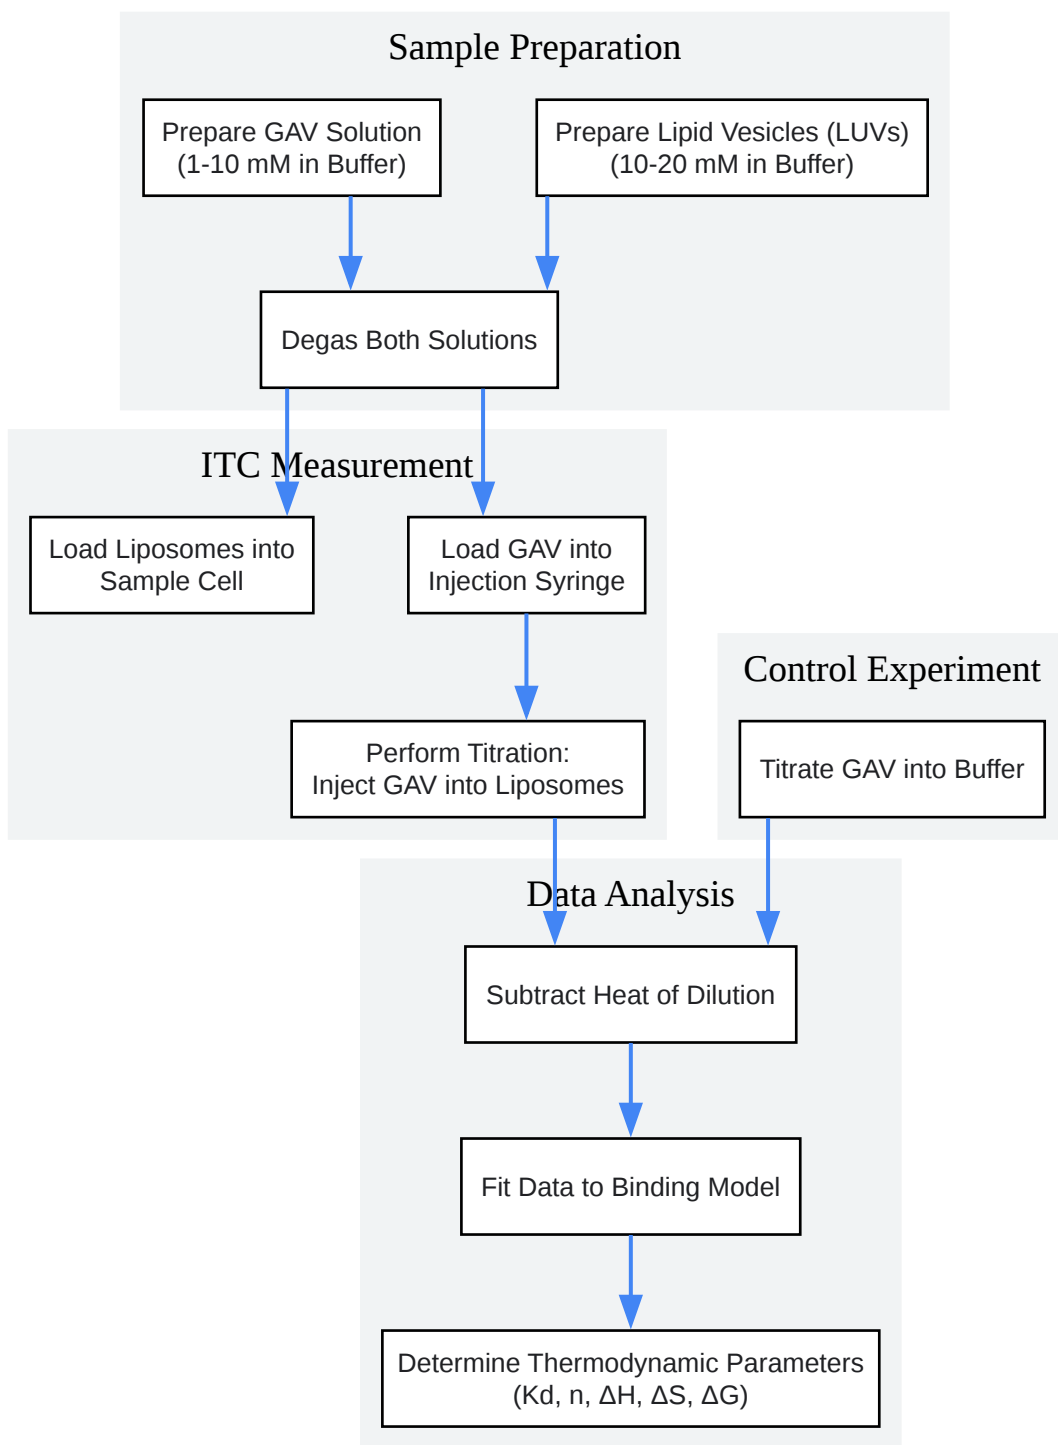 Sample Preparation
Prepare GAV Solution
(1-10 mM in Buffer)
Prepare Lipid Vesicles (LUVs)
(10-20 mM in Buffer)
Degas Both Solutions
ITC Measurement
Load Liposomes into
Sample Cell
Load GAV into
Injection Syringe
Perform Titration:
Inject GAV into Liposomes
Control Experiment
Titrate GAV into Buffer
Data Analysis
Subtract Heat of Dilution
Fit Data to Binding Model
Determine Thermodynamic Parameters
(Kd, n, ΔH, ΔS, ΔG)